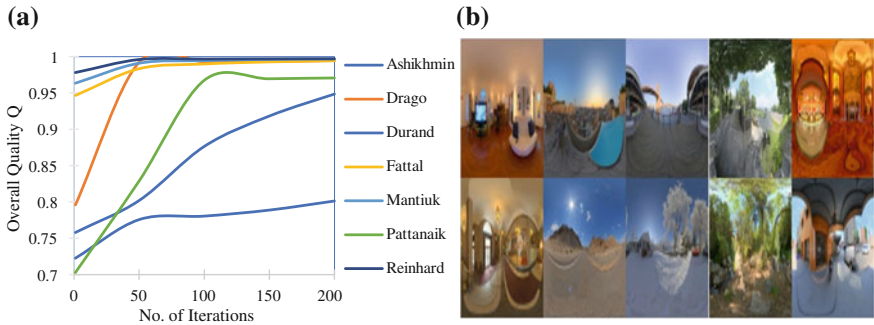 (a)
Overall Quality Q
1
0.95
0.9
0.85
0.8
0.75
0.7
0 50 100 150 200
No. of Iterations
Ashikhmin
Drago
Durand
Fattal
Mantiuk
Pattanaik
Reinhard
(b)